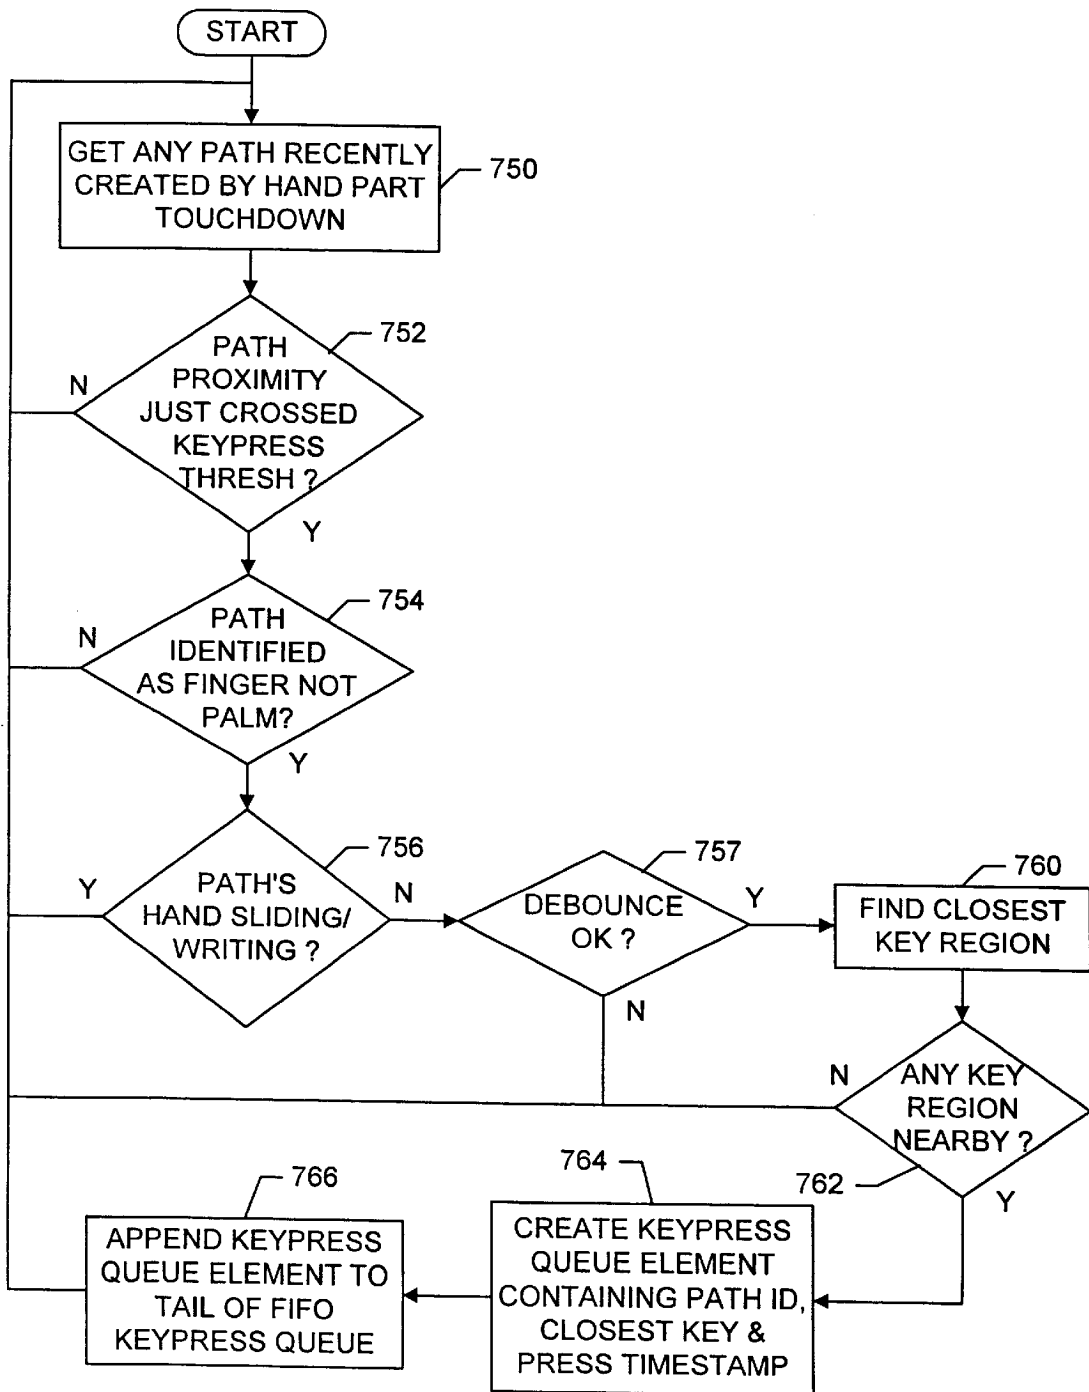 START
GET ANY PATH RECENTLY
CREATED BY HAND PART
TOUCHDOWN
750
752
PATH
PROXIMITY
JUST CROSSED
KEYPRESS
THRESH ?
N
Y
754
PATH
IDENTIFIED
AS FINGER NOT
PALM?
N
Y
756
PATH'S
HAND SLIDING/
WRITING ?
Y
N
757
DEBOUNCE
OK ?
Y
N
760
FIND CLOSEST
KEY REGION
ANY KEY
REGION
NEARBY ?
N
762
Y
764
CREATE KEYPRESS
QUEUE ELEMENT
CONTAINING PATH ID,
CLOSEST KEY &
PRESS TIMESTAMP
766
APPEND KEYPRESS
QUEUE ELEMENT TO
TAIL OF FIFO
KEYPRESS QUEUE